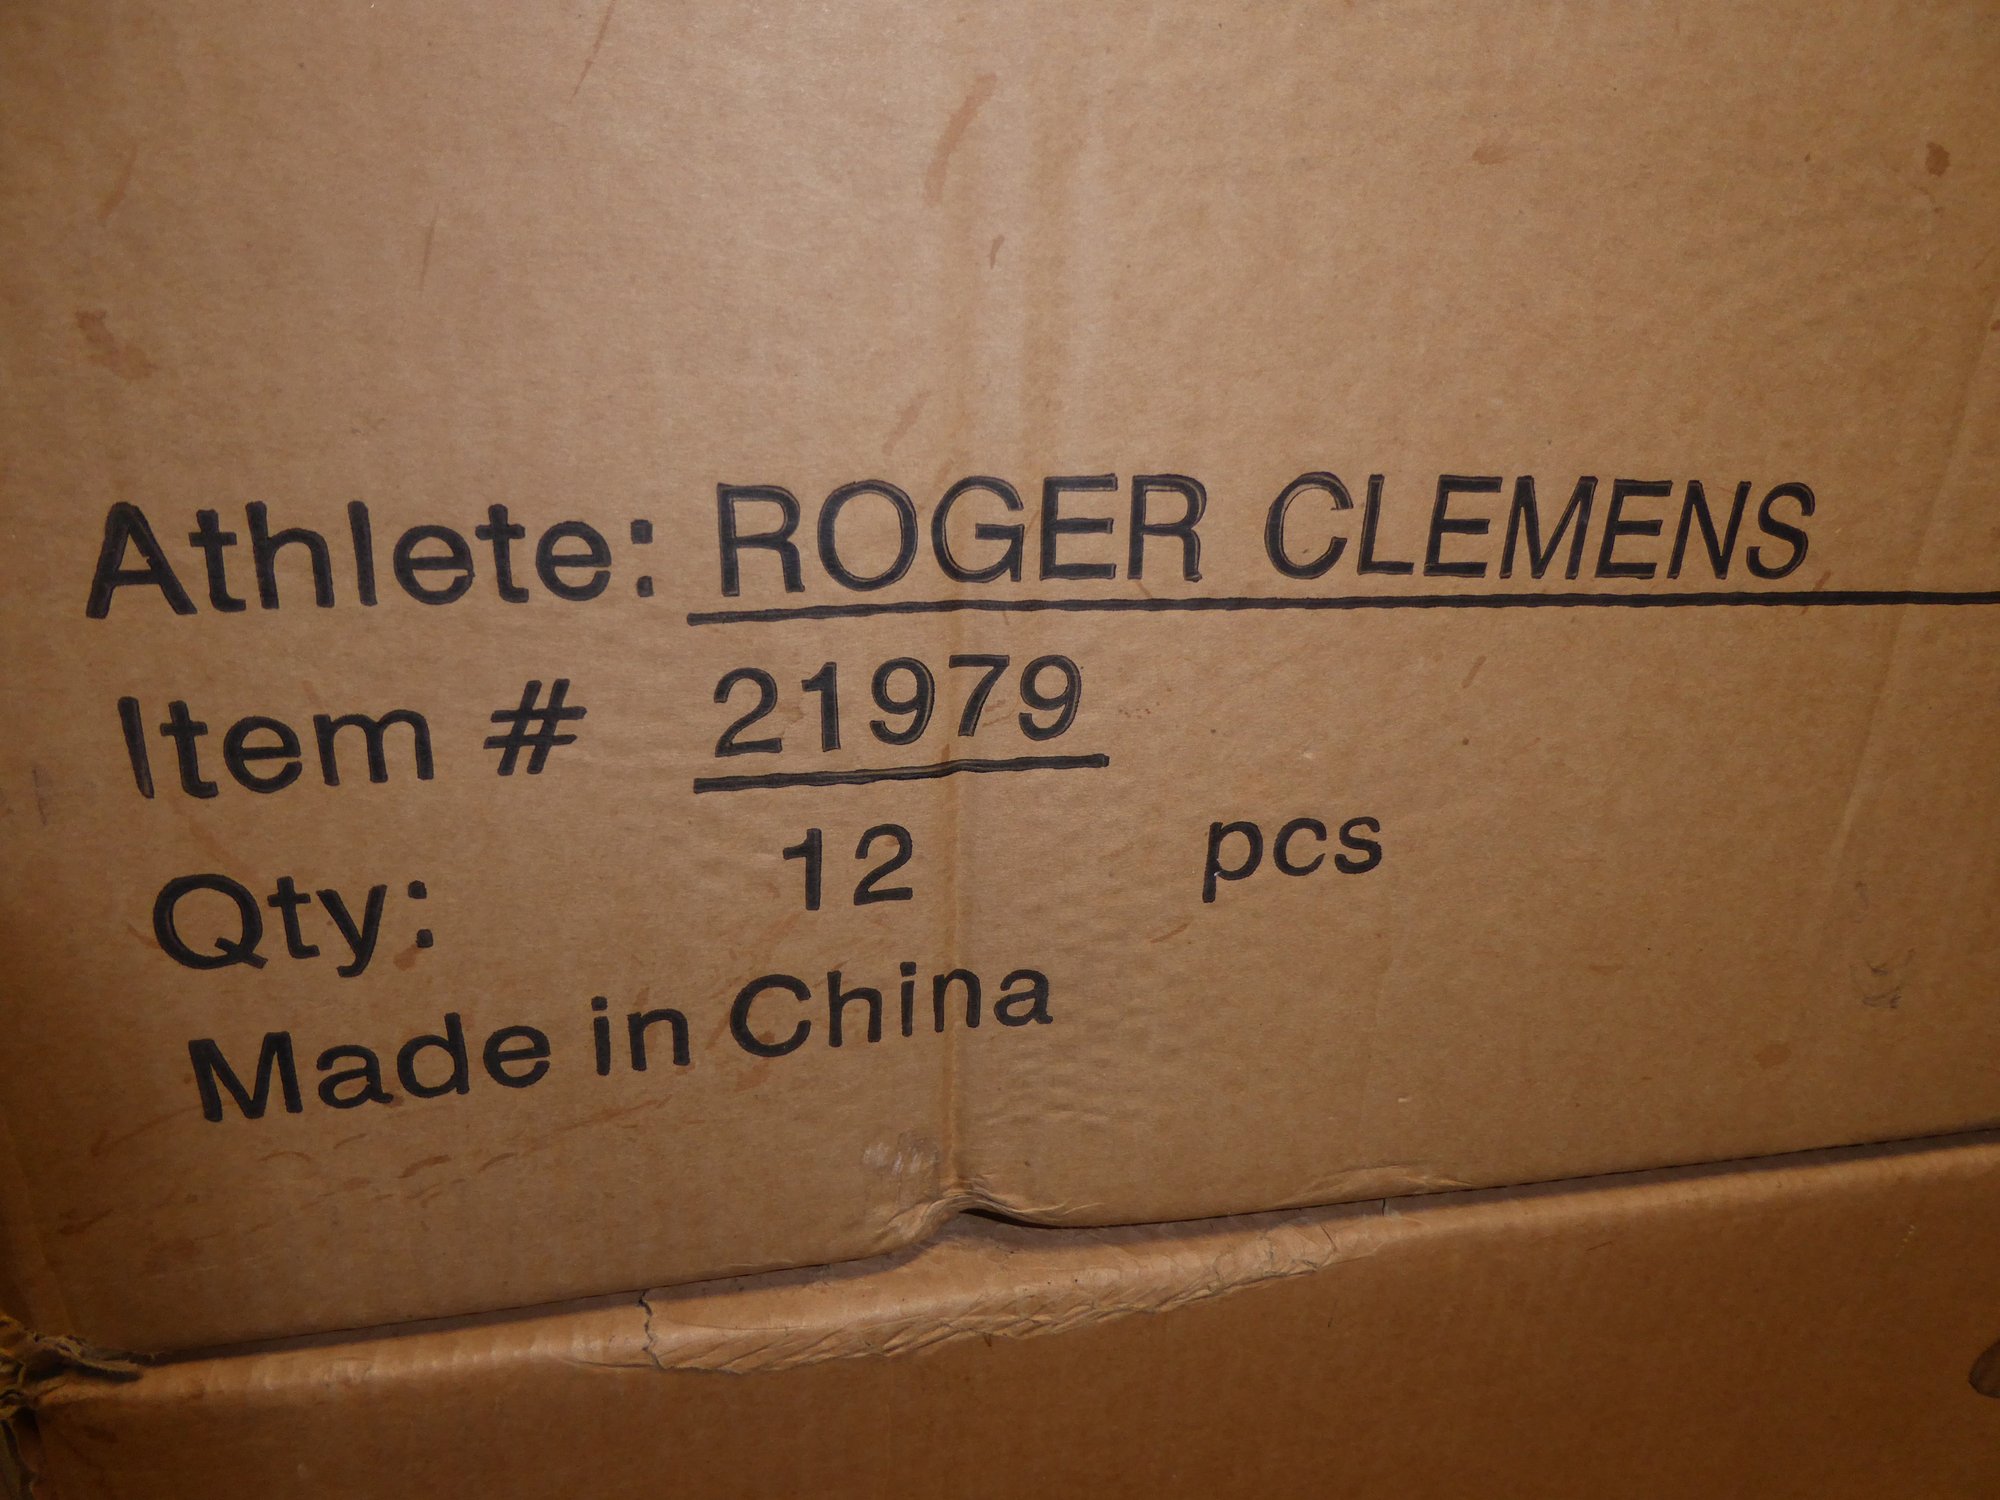 Athlete: ROGER CLEMENS
Item # 21979
Qty: 12 pcs
Made in China